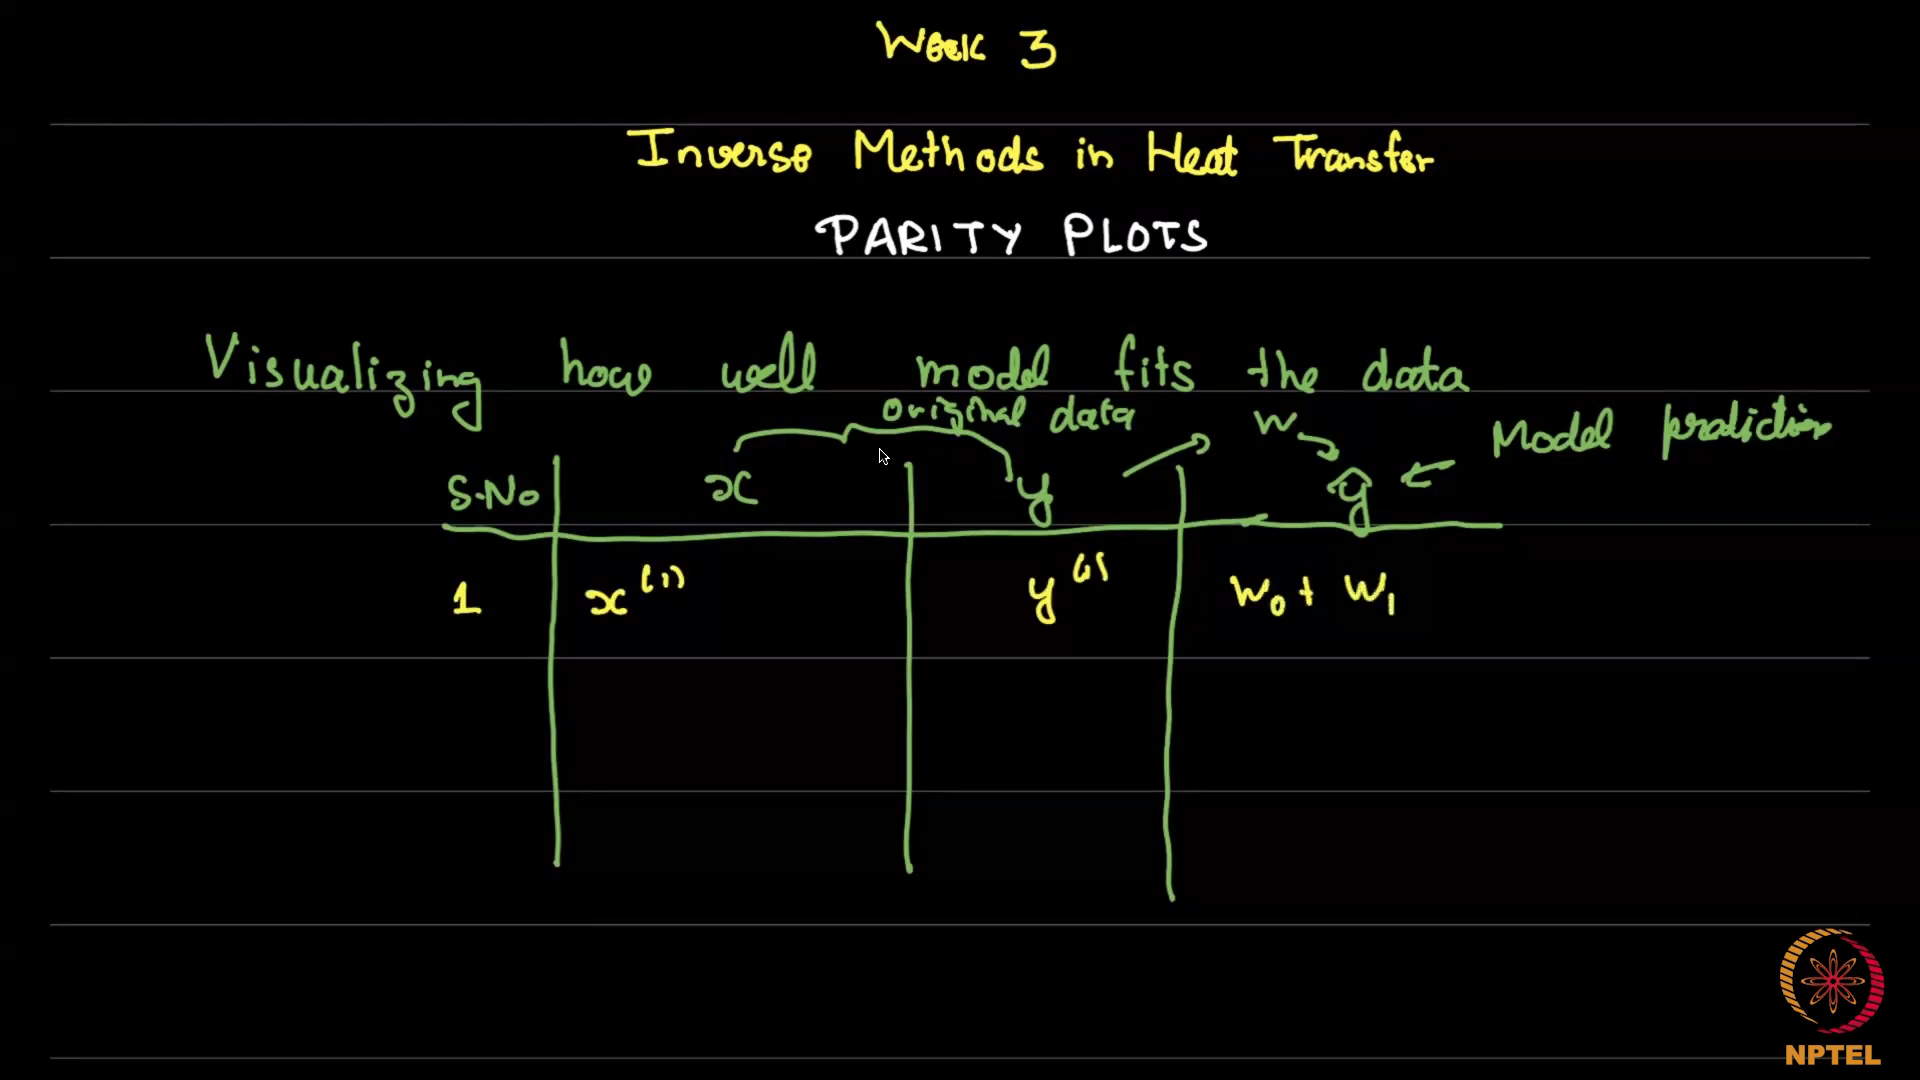 Week 3
Inverse Methods in Heat Transfer
PARITY PLOTS
Visualizing how well model fits the data
original data w Model prediction
S.No x y ŷ
1 x⁽¹⁾ y⁽¹⁾ w₀ + w₁
NPTEL